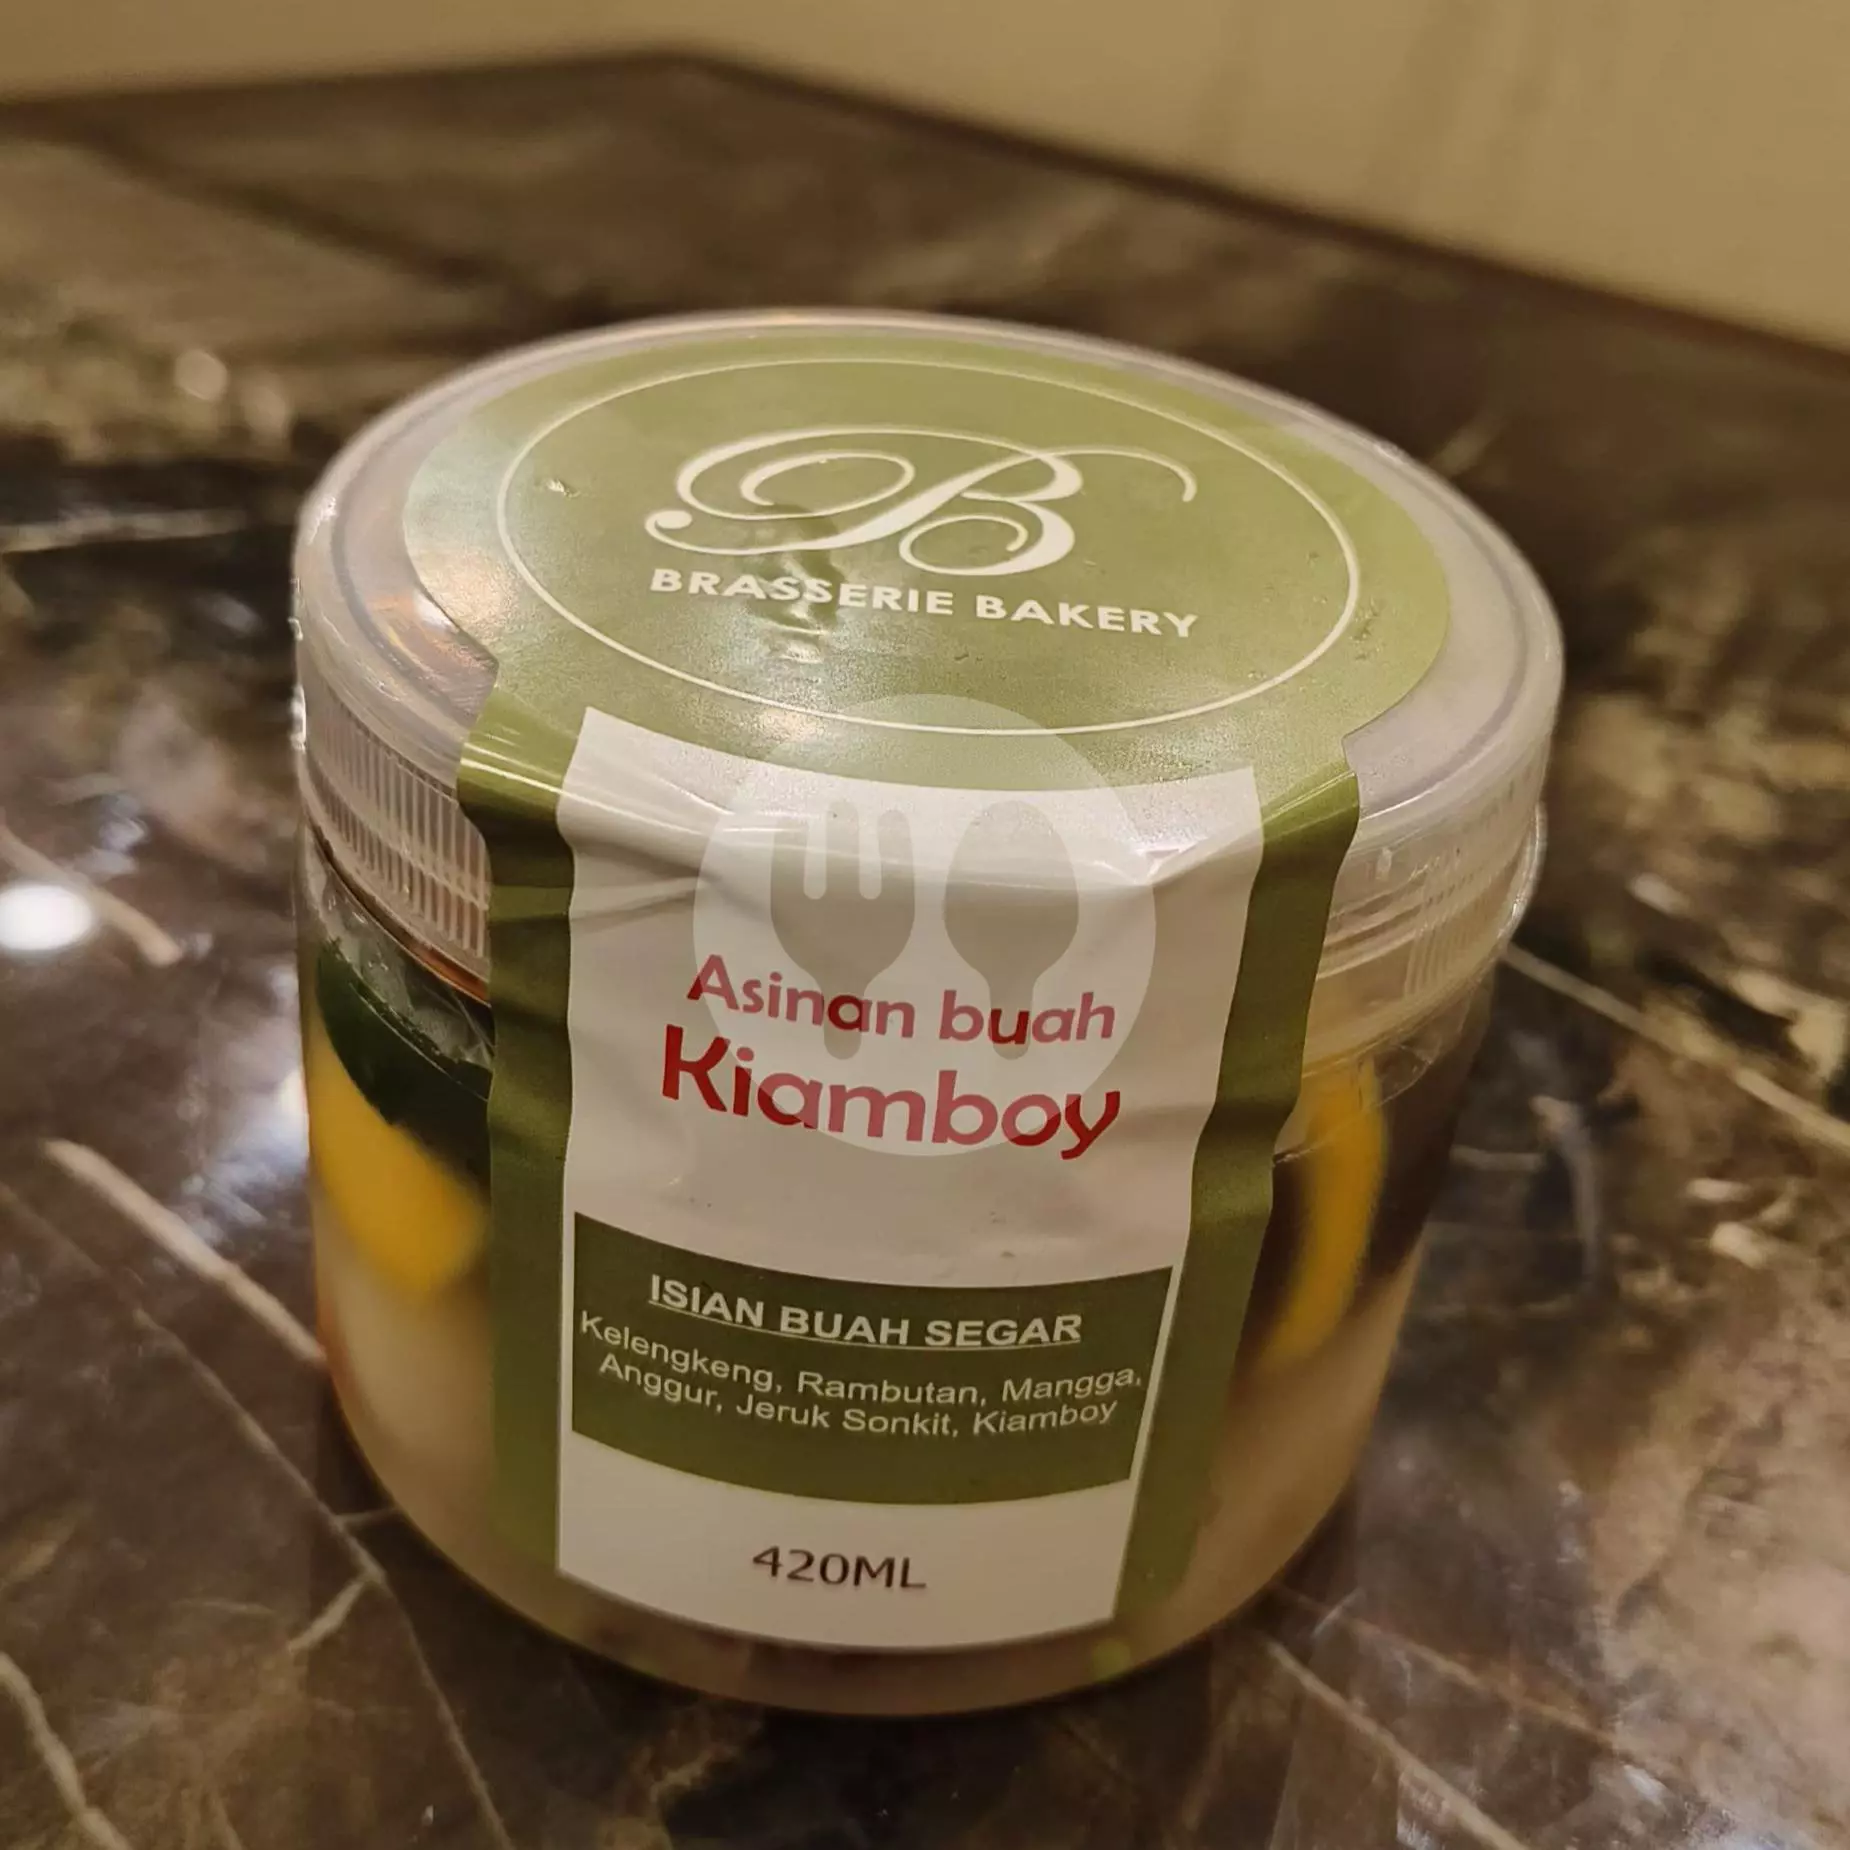 B
BRASSERIE BAKERY
Asinan buah
Kiamboy
ISIAN BUAH SEGAR
Kelengkeng, Rambutan, Mangga,
Anggur, Jeruk Sonkit, Kiamboy
420ML